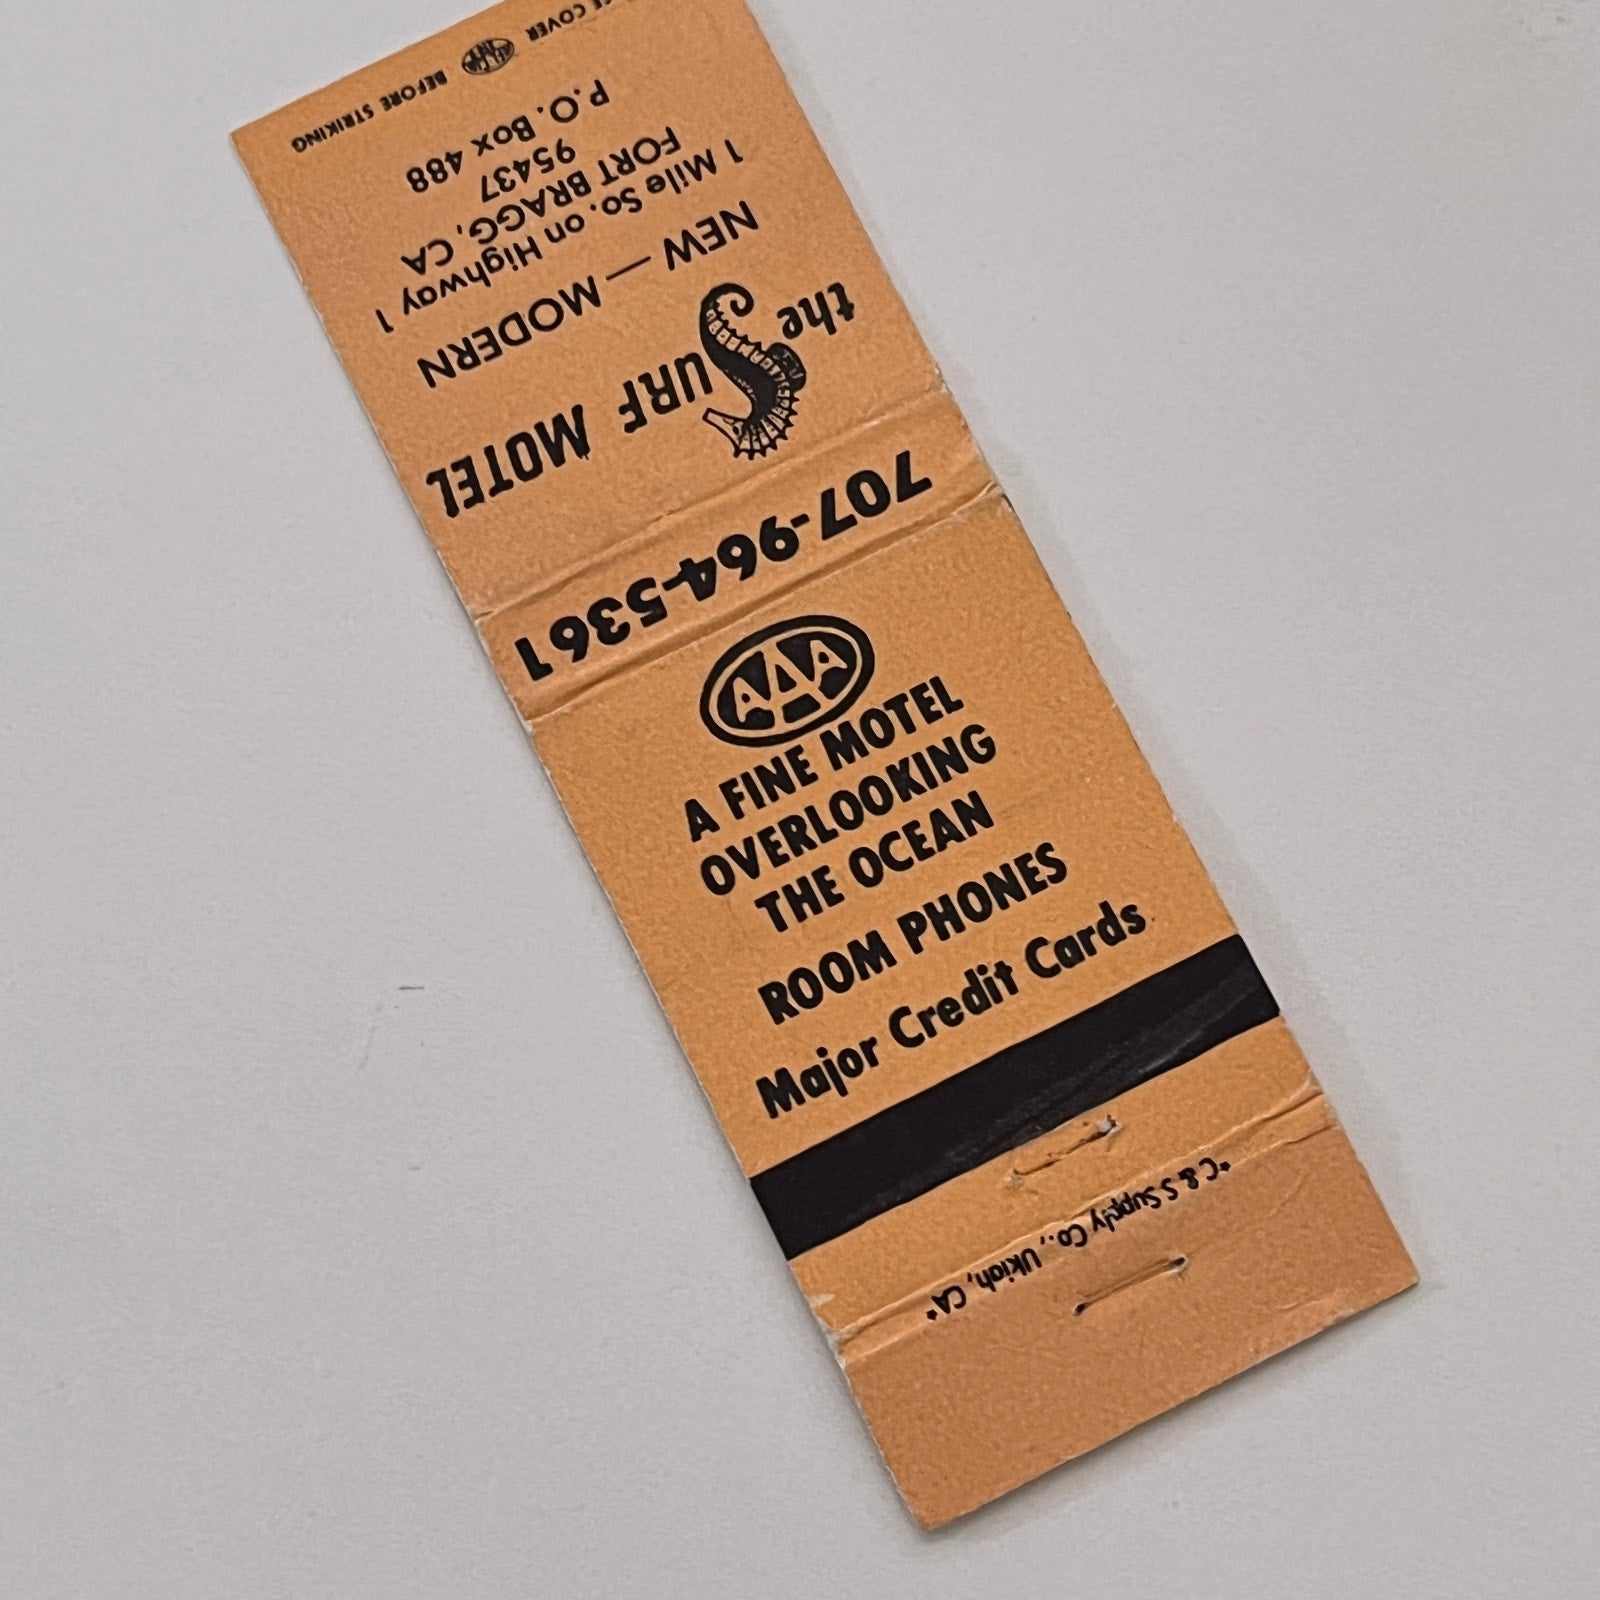 the SURF MOTEL
NEW — MODERN
1 Mile So. on Highway 1
FORT BRAGG, CA
95437
P.O. Box 488
COVER BEFORE STRIKING
707-964-5361
AAA
A FINE MOTEL
OVERLOOKING
THE OCEAN
ROOM PHONES
Major Credit Cards
*C & S Supply Co., Ukiah, CA*